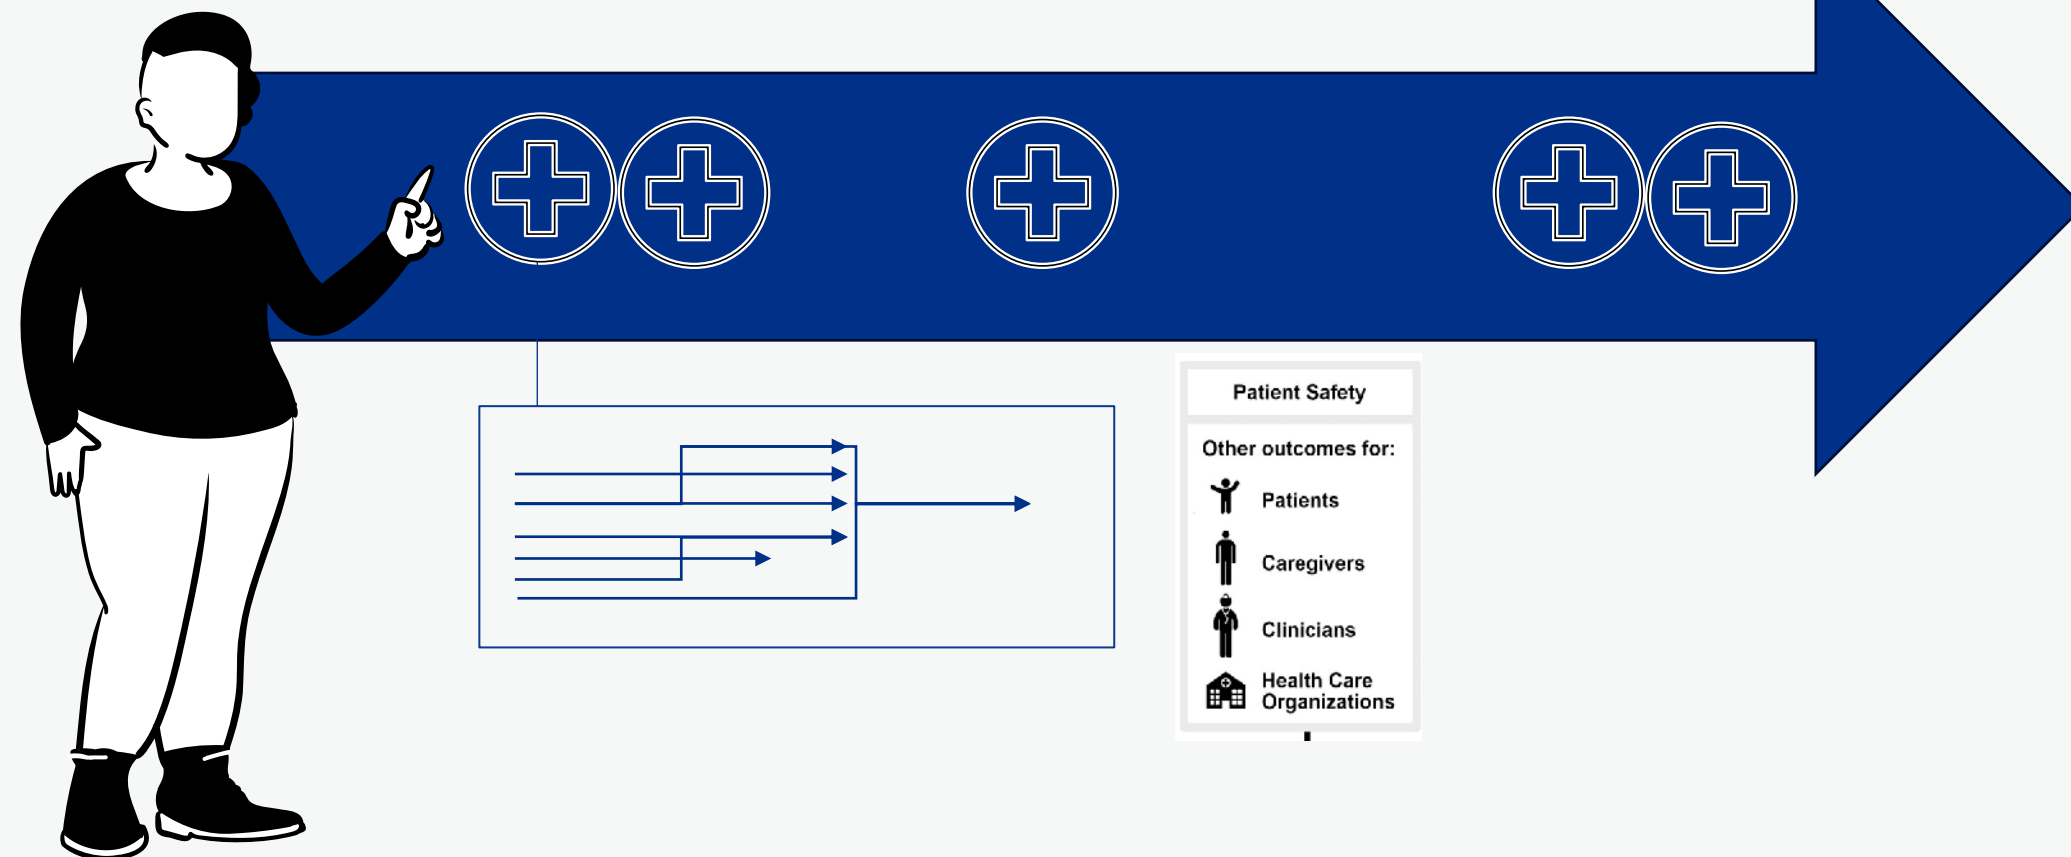 Patient Safety
Other outcomes for:
Patients
Caregivers
Clinicians
Health Care
Organizations